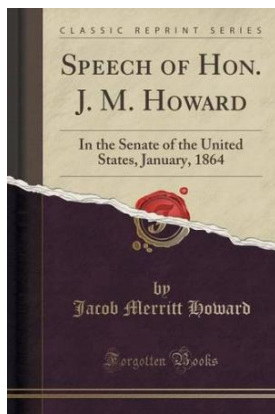 CLASSIC REPRINT SERIES
SPEECH OF HON.
J. M. HOWARD
In the Senate of the United
States, January, 1864
by
Jacob Merritt Howard
Forgotten Books